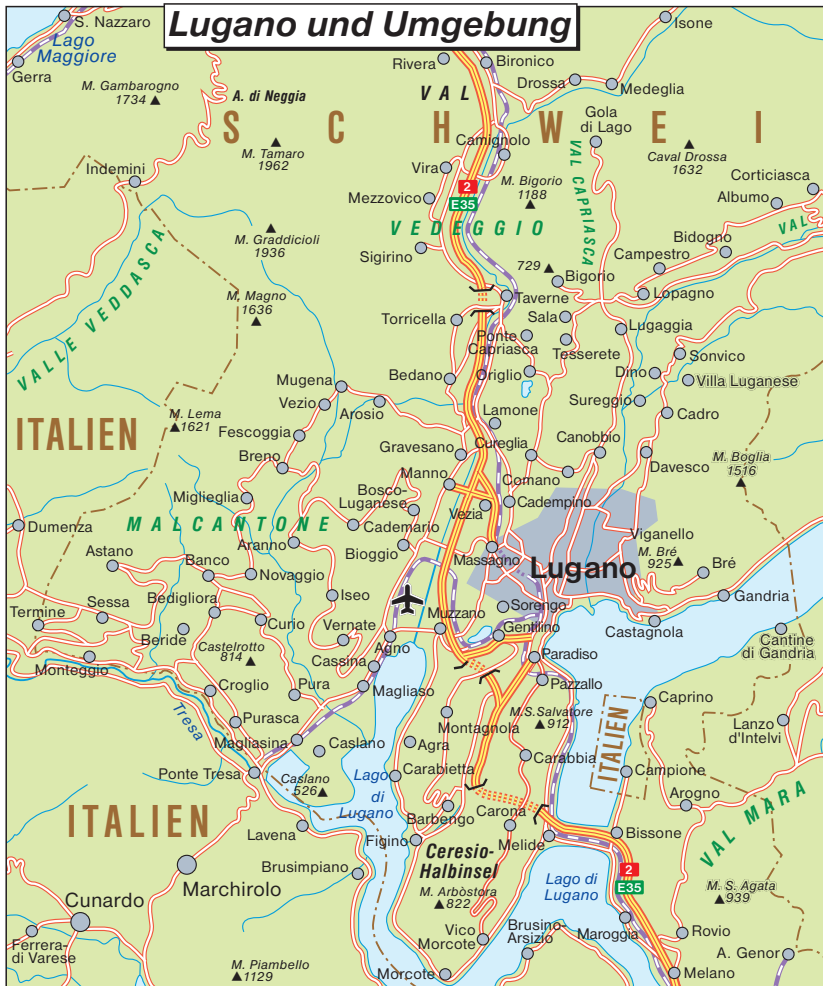 Lugano und Umgebung
S. Nazzaro
Lago
Maggiore
Gerra
M. Gambarogno
1734
A. di Neggia
Rivera
Bironico
Isone
Drossa
Medeglia
VAL
SCHWEI
Gola
di Lago
M. Tamaro
1962
Camignolo
Caval Drossa
1632
Indemini
Vira
2
E35
M. Bigorio
1188
VAL CAPRIASCA
Corticiasca
Albumo
Mezzovico
VEDEGGIO
VAL
M. Graddicioli
1936
Sigirino
Bidogno
Campestro
729
Bigorio
Lopagno
VALLE VEDDASCA
M. Magno
1636
Taverne
Torricella
Sala
Ponte
Capriasca
Lugaggia
Tesserete
Sonvico
Mugena
Bedano
Origlio
Dino
Villa Luganese
Vezio
Arosio
Sureggio
ITALIEN
M. Lema
1621
Lamone
Cadro
Fescoggia
Gravesano
Cureglia
Canobbio
Breno
Manno
Comano
Davesco
M. Boglia
1516
Miglieglia
Bosco-
Luganese
Cadempino
Dumenza
MALCANTONE
Cademario
Vezia
Viganello
Astano
Aranno
Bioggio
Massagno
M. Bré
925
Bré
Banco
Novaggio
Lugano
Bedigliora
Iseo
Gandria
Termine
Sessa
Sorengo
Curio
Vernate
Muzzano
Castagnola
Beride
Agno
Gentilino
Cantine
di Gandria
Castelrotto
814
Cassina
Paradiso
Monteggio
Croglio
Pura
Magliaso
Pazzallo
Caprino
Tresa
Purasca
Montagnola
M.S.Salvatore
912
ITALIEN
Lanzo
d'Intelvi
Magliasina
Caslano
Agra
Carabbia
Ponte Tresa
Caslano
526
Lago
di
Lugano
Carabietta
Campione
Arogno
ITALIEN
Lavena
Barbengo
Carona
VAL MARA
Figino
Melide
Bissone
Ceresio-
Halbinsel
Brusimpiano
Marchirolo
Lago di
Lugano
2
E35
M. Arbòstora
822
M. S. Agata
939
Cunardo
Vico
Morcote
Brusino-
Arsizio
Maroggia
Rovio
Ferrera-
di Varese
A. Genor
M. Piambello
1129
Morcote
Melano